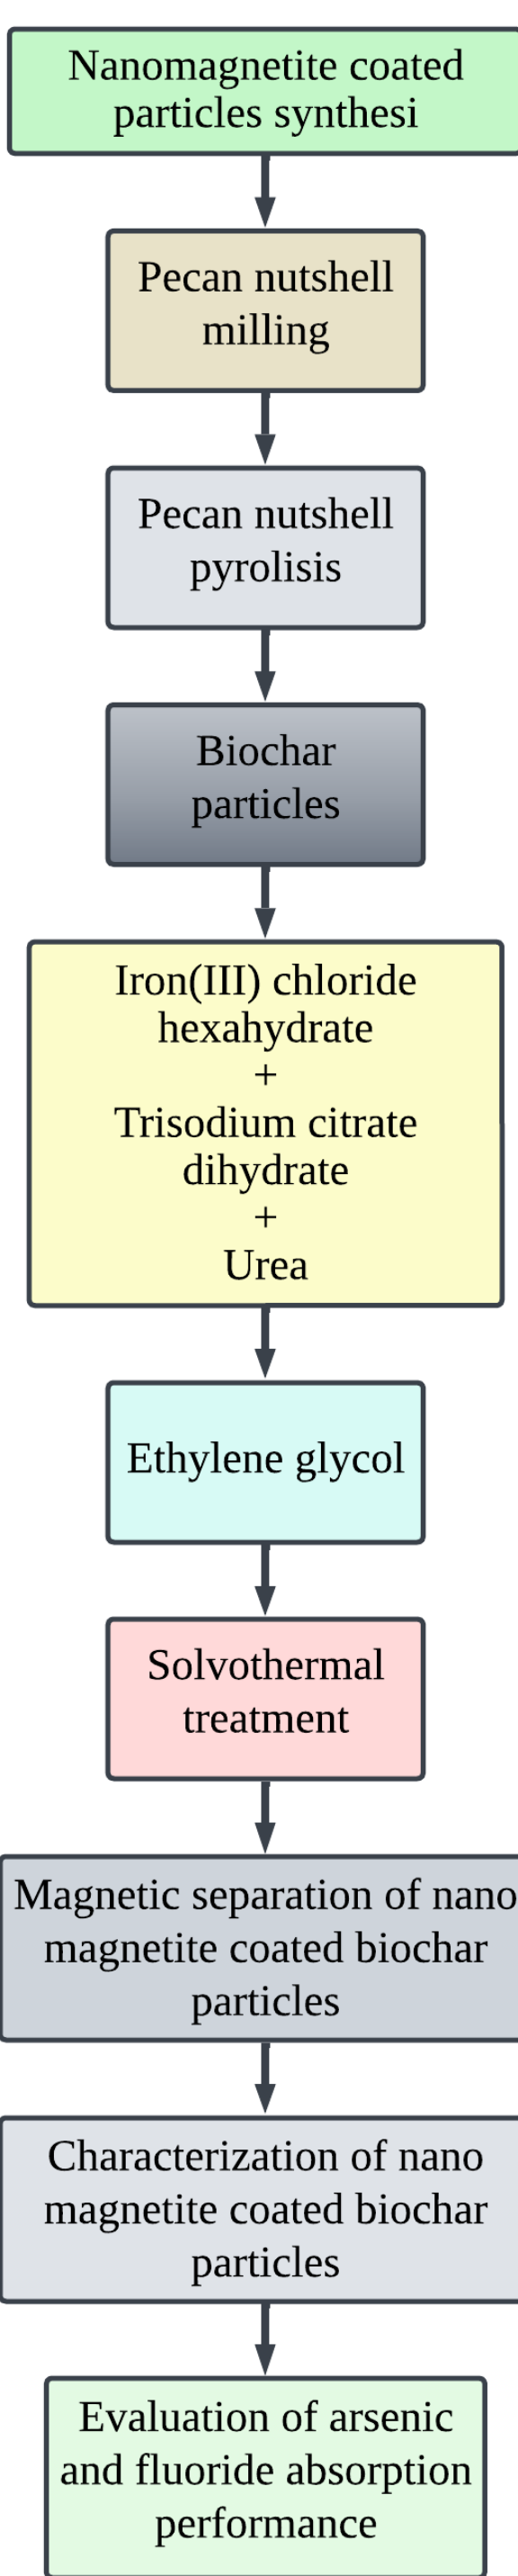 Nanomagnetite coated
particles synthesi
Pecan nutshell
milling
Pecan nutshell
pyrolisis
Biochar
particles
Iron(III) chloride
hexahydrate
+
Trisodium citrate
dihydrate
+
Urea
Ethylene glycol
Solvothermal
treatment
Magnetic separation of nano
magnetite coated biochar
particles
Characterization of nano
magnetite coated biochar
particles
Evaluation of arsenic
and fluoride absorption
performance